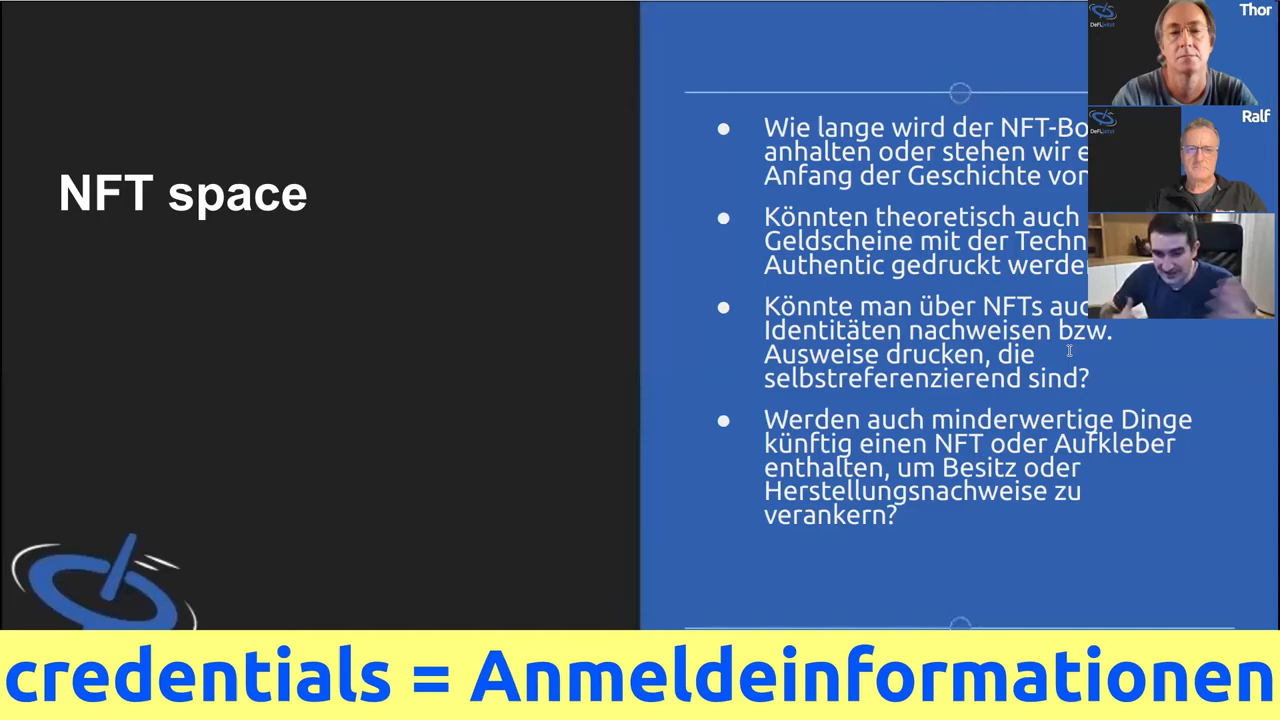 NFT space
Wie lange wird der NFT-Bo
anhalten oder stehen wir e
Anfang der Geschichte vor
Könnten theoretisch auch
Geldscheine mit der Techn
Authentic gedruckt werde
Könnte man über NFTs auc
Identitäten nachweisen bzw.
Ausweise drucken, die
selbstreferenzierend sind?
Werden auch minderwertige Dinge
künftig einen NFT oder Aufkleber
enthalten, um Besitz oder
Herstellungsnachweise zu
verankern?
Thor
Ralf
credentials = Anmeldeinformationen